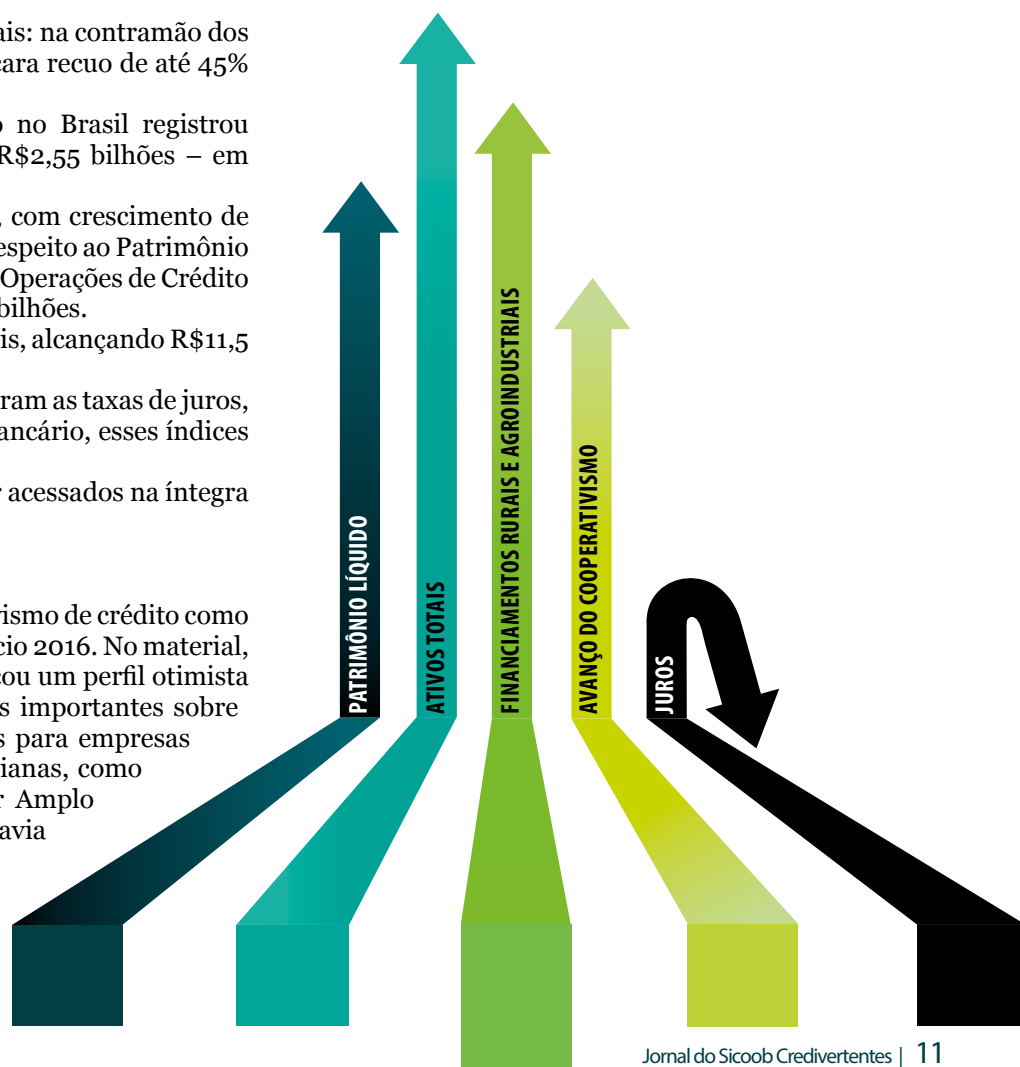 ais: na contramão dos
cara recuo de até 45%
no Brasil registrou
R$2,55 bilhões – em
, com crescimento de
espeito ao Patrimônio
Operações de Crédito
bilhões.
is, alcançando R$11,5
ram as taxas de juros,
ancário, esses índices
r acessados na íntegra
vismo de crédito como
cio 2016. No material,
ou um perfil otimista
s importantes sobre
s para empresas
ianas, como
r Amplo
avia
PATRIMÔNIO LÍQUIDO
ATIVOS TOTAIS
FINANCIAMENTOS RURAIS E AGROINDUSTRIAIS
AVANÇO DO COOPERATIVISMO
JUROS
Jornal do Sicoob Credivertentes | 11